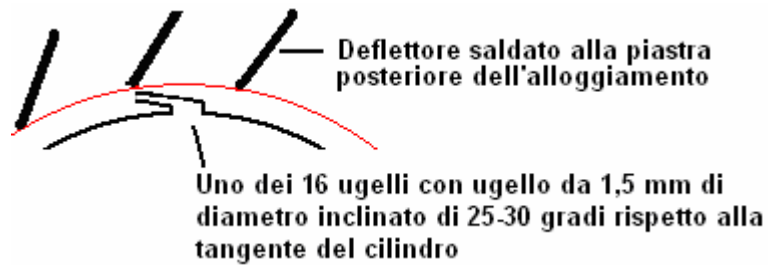 Deflettore saldato alla piastra
posteriore dell'alloggiamento
Uno dei 16 ugelli con ugello da 1,5 mm di
diametro inclinato di 25-30 gradi rispetto alla
tangente del cilindro